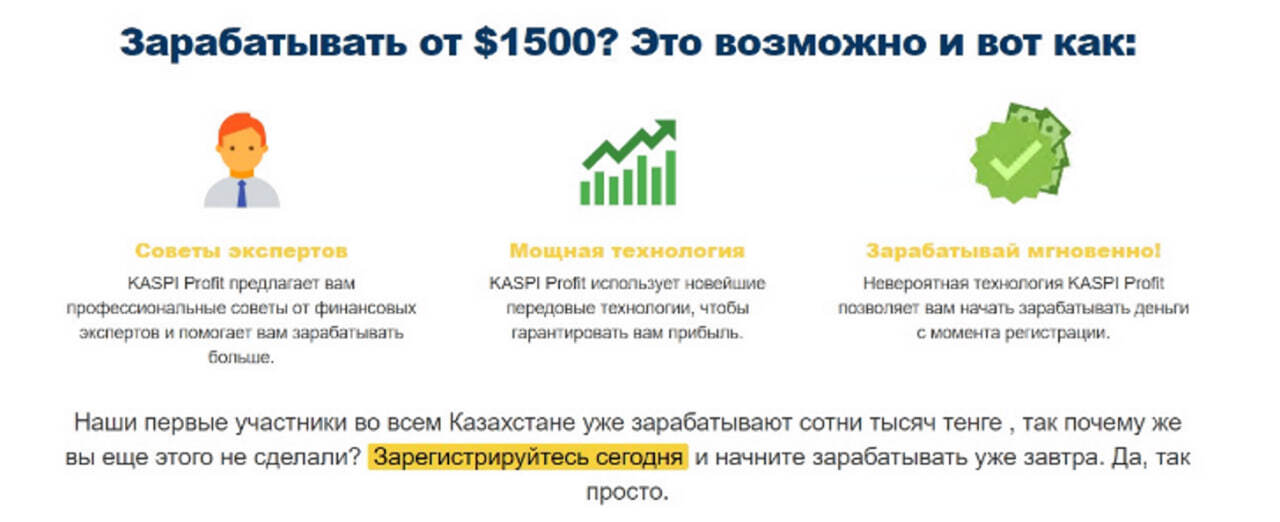 Зарабатывать от $1500? Это возможно и вот как:
Советы экспертов
KASPI Profit предлагает вам
профессиональные советы от финансовых
экспертов и помогает вам зарабатывать
больше.
Мощная технология
KASPI Profit использует новейшие
передовые технологии, чтобы
гарантировать вам прибыль.
Зарабатывай мгновенно!
Невероятная технология KASPI Profit
позволяет вам начать зарабатывать деньги
с момента регистрации.
Наши первые участники во всем Казахстане уже зарабатывают сотни тысяч тенге , так почему же
вы еще этого не сделали? Зарегистрируйтесь сегодня и начните зарабатывать уже завтра. Да, так
просто.